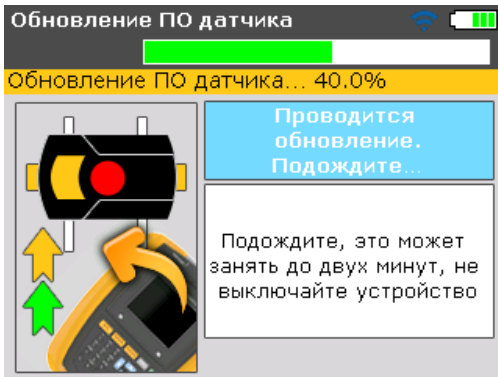 Обновление ПО датчика
Обновление ПО датчика... 40.0%
Проводится
обновление.
Подождите...
Подождите, это может
занять до двух минут, не
выключайте устройство